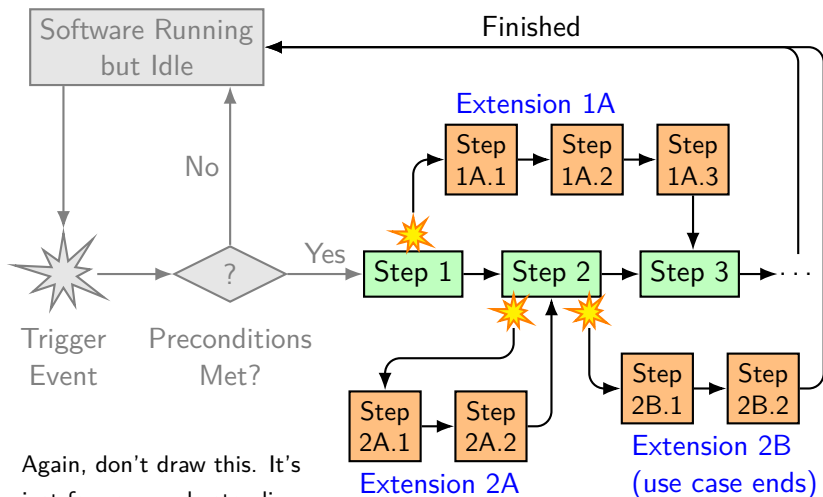 Software Running
but Idle
Finished
Extension 1A
Step
1A.1
Step
1A.2
Step
1A.3
No
Yes
?
Step 1
Step 2
Step 3
· · ·
Trigger
Event
Preconditions
Met?
Step
2A.1
Step
2A.2
Step
2B.1
Step
2B.2
Extension 2A
Extension 2B
(use case ends)
Again, don't draw this. It's